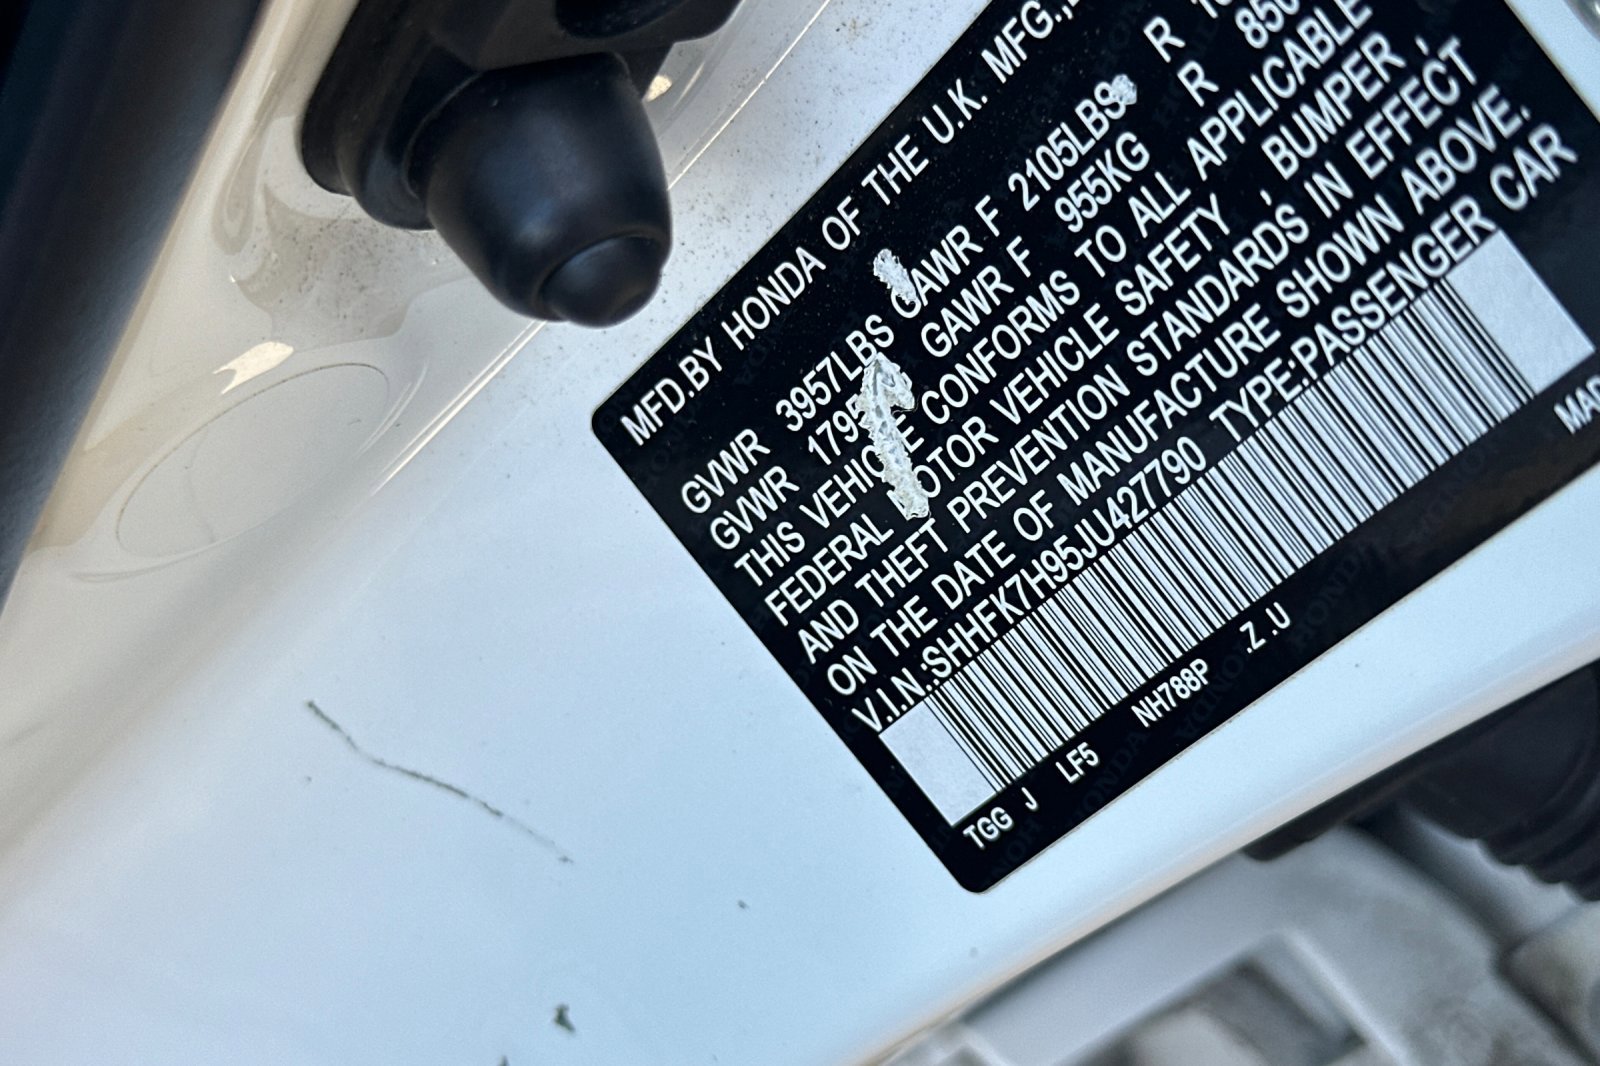 MFD.BY HONDA OF THE U.K. MFG.,
GVWR 3957LBS GAWR F 2105LBS R
GVWR GAWR F 955KG R
THIS VEHICLE CONFORMS TO ALL APPLICABLE
FEDERAL MOTOR VEHICLE SAFETY , BUMPER ,
AND THEFT PREVENTION STANDARDS IN EFFECT
ON THE DATE OF MANUFACTURE SHOWN ABOVE.
V.I.N.:SHHFK7H95JU427790 TYPE:PASSENGER CAR
TGG J LF5 NH788P .Z .U